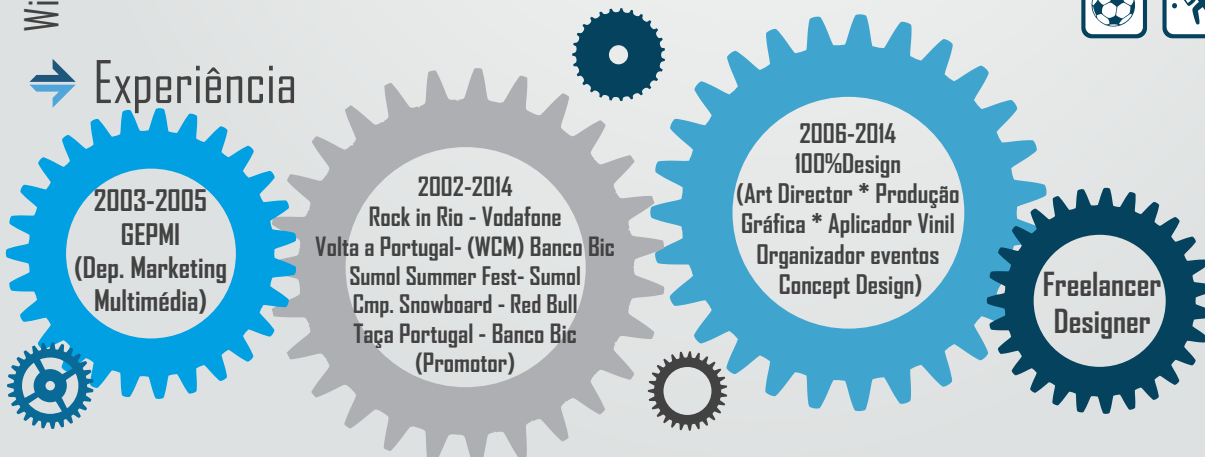 Wi
Experiência
2003-2005
GEPMI
(Dep. Marketing
Multimédia)
2002-2014
Rock in Rio - Vodafone
Volta a Portugal- (WCM) Banco Bic
Sumol Summer Fest- Sumol
Cmp. Snowboard - Red Bull
Taça Portugal - Banco Bic
(Promotor)
2006-2014
100%Design
(Art Director * Produção
Gráfica * Aplicador Vinil
Organizador eventos
Concept Design)
Freelancer
Designer